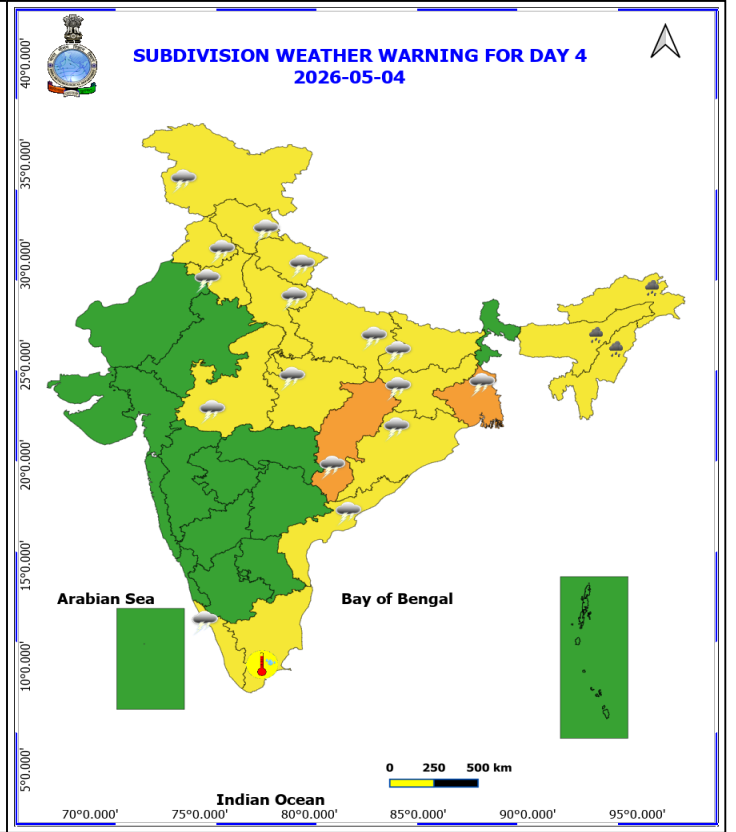 SUBDIVISION WEATHER WARNING FOR DAY 4
2026-05-04
40°0.000'
35°0.000'
30°0.000'
25°0.000'
20°0.000'
15°0.000'
10°0.000'
5°0.000'
Arabian Sea
Bay of Bengal
0 250 500 km
Indian Ocean
70°0.000' 75°0.000' 80°0.000' 85°0.000' 90°0.000' 95°0.000'